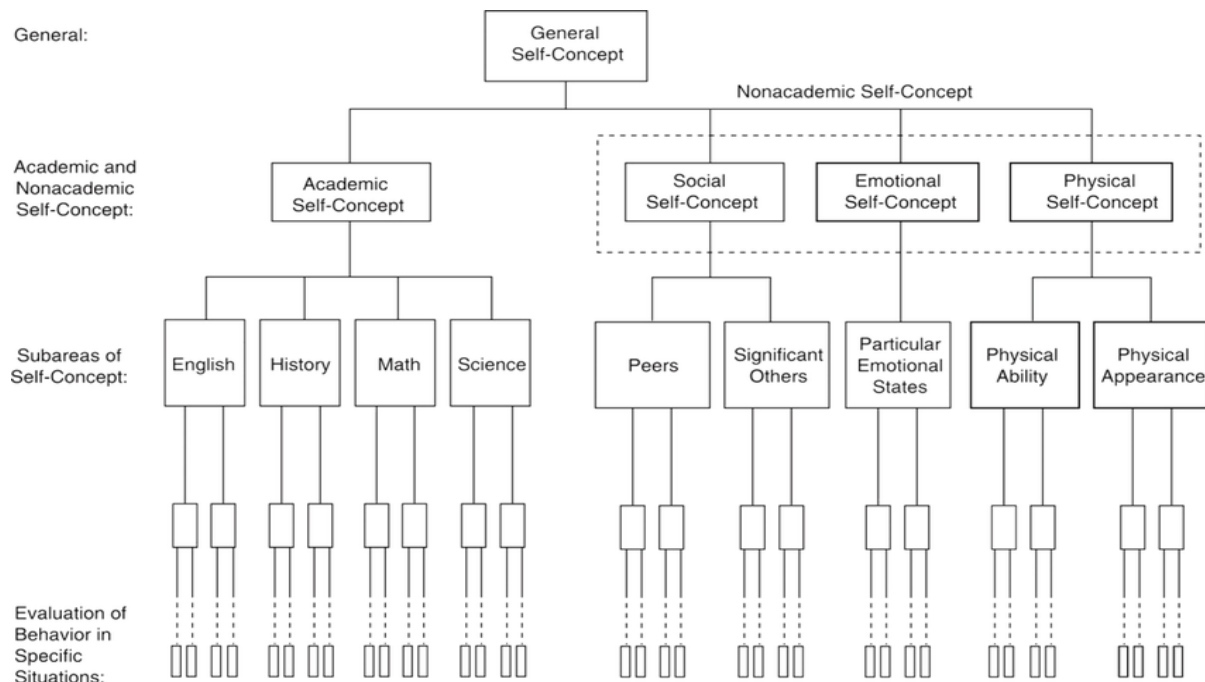 General:
General
Self-Concept
Nonacademic Self-Concept
Academic and
Nonacademic
Self-Concept:
Academic
Self-Concept
Social
Self-Concept
Emotional
Self-Concept
Physical
Self-Concept
Subareas of
Self-Concept:
English
History
Math
Science
Peers
Significant
Others
Particular
Emotional
States
Physical
Ability
Physical
Appearance
Evaluation of
Behavior in
Specific
Situations: